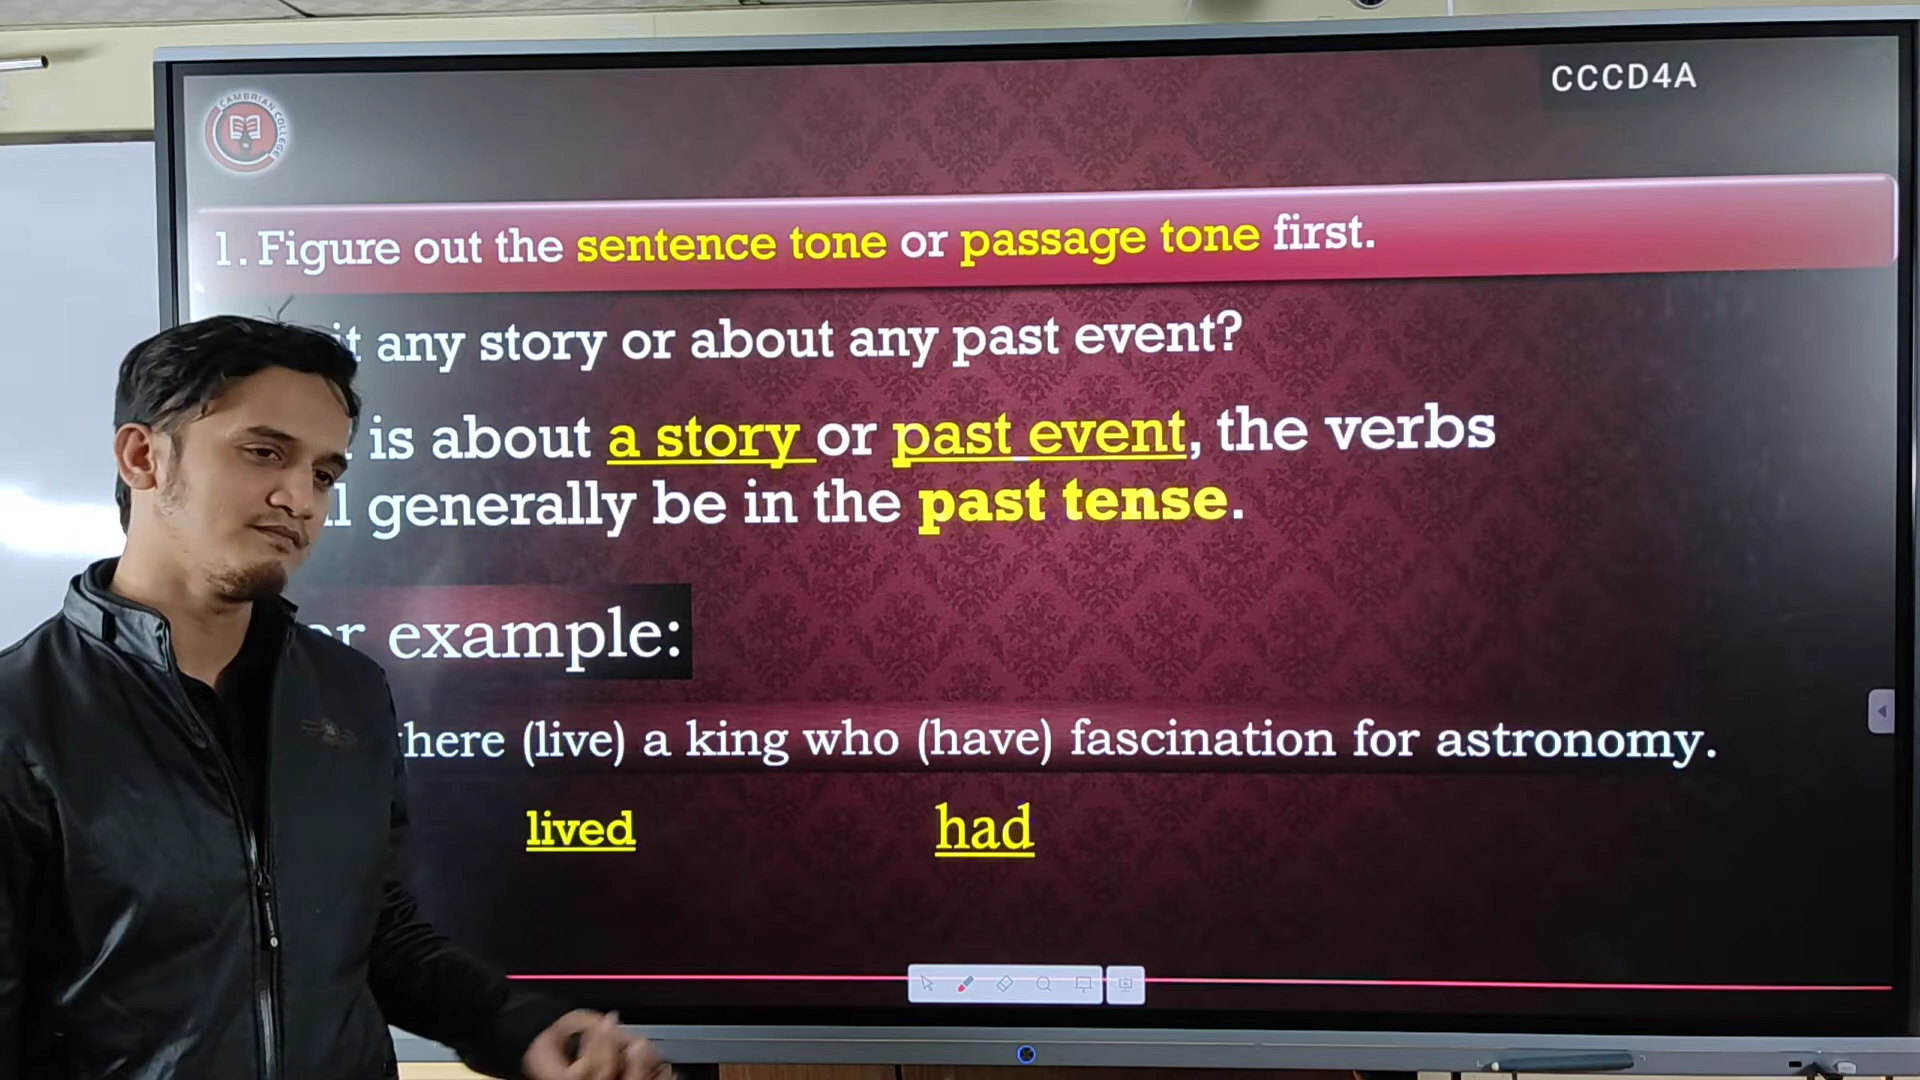 CCCD4A
CAMBRIAN COLLEGE
1. Figure out the sentence tone or passage tone first.
it any story or about any past event?
is about a story or past event, the verbs
generally be in the past tense.
example:
(live) a king who (have) fascination for astronomy.
lived had